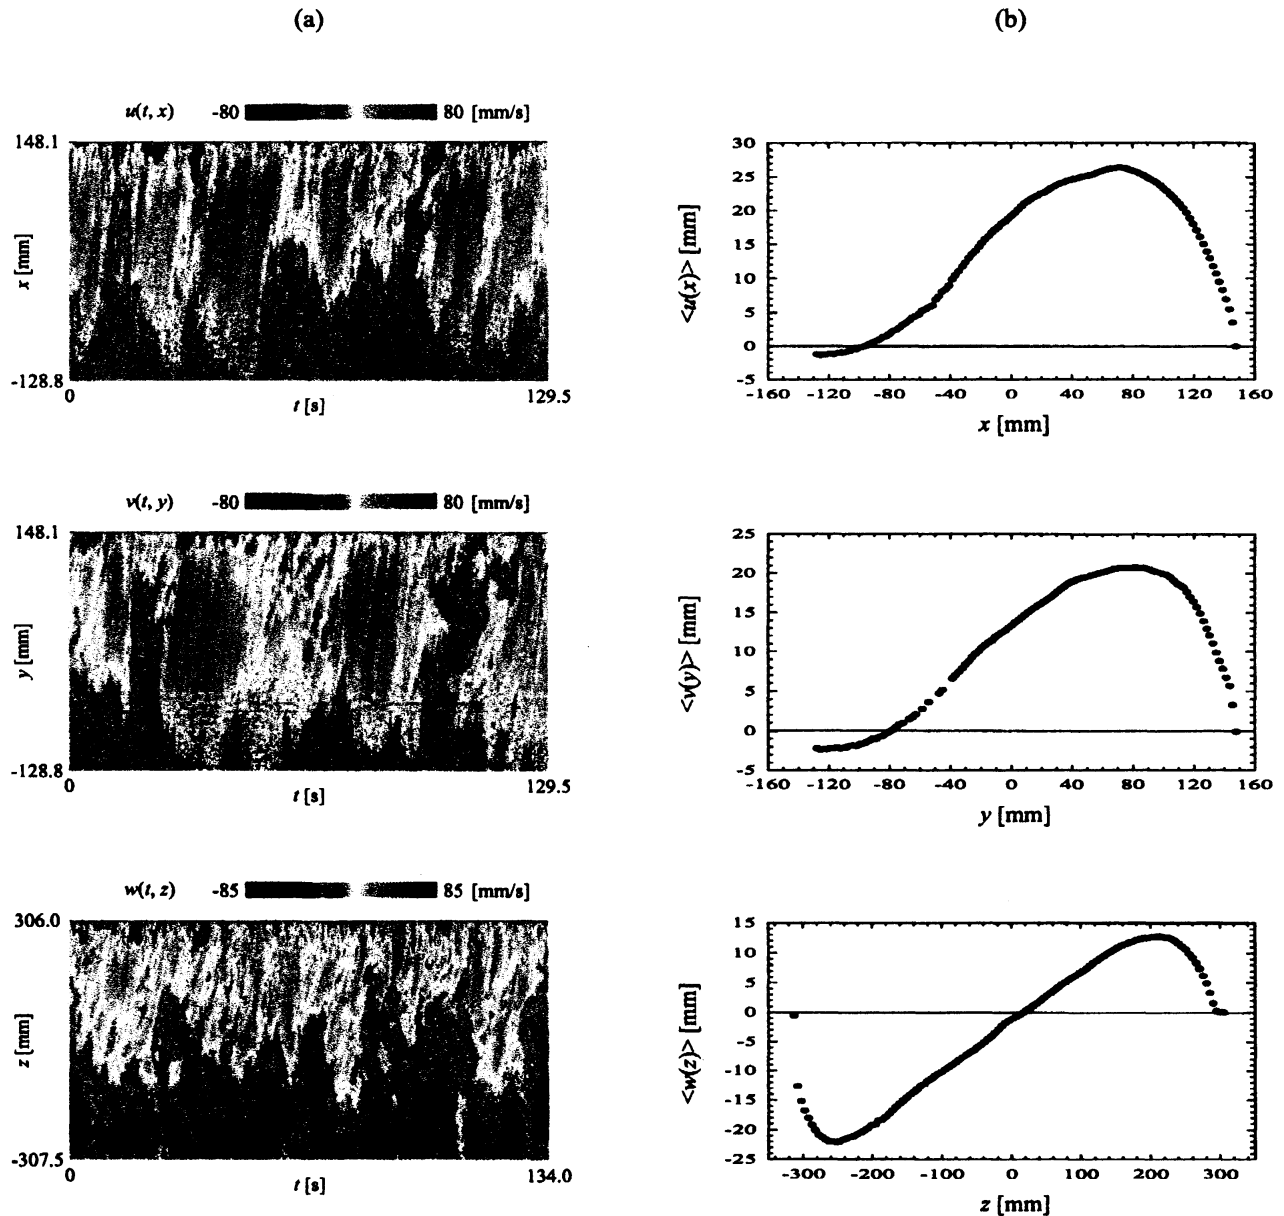 (a)
(b)
u(t, x) -80 80 [mm/s]
148.1
x [mm]
-128.8
0 129.5
t [s]
30
25
20
15
10
5
0
-5
<u(x)> [mm]
-160 -120 -80 -40 0 40 80 120 160
x [mm]
v(t, y) -80 80 [mm/s]
148.1
y [mm]
-128.8
0 129.5
t [s]
25
20
15
10
5
0
-5
<v(y)> [mm]
-160 -120 -80 -40 0 40 80 120 160
y [mm]
w(t, z) -85 85 [mm/s]
306.0
z [mm]
-307.5
0 134.0
t [s]
15
10
5
0
-5
-10
-15
-20
-25
<w(z)> [mm]
-300 -200 -100 0 100 200 300
z [mm]